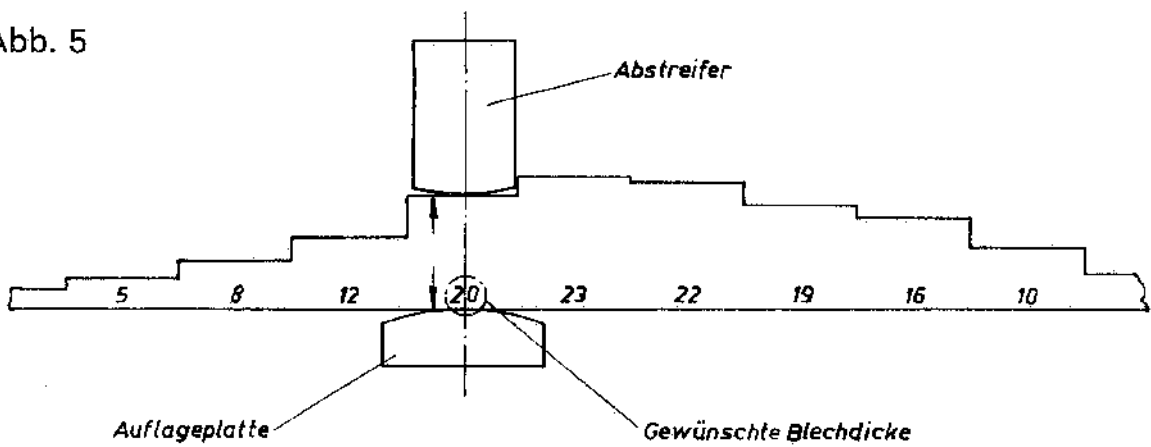 Abb. 5
Abstreifer
5 8 12 20 23 22 19 16 10
Auflageplatte
Gewünschte Blechdicke